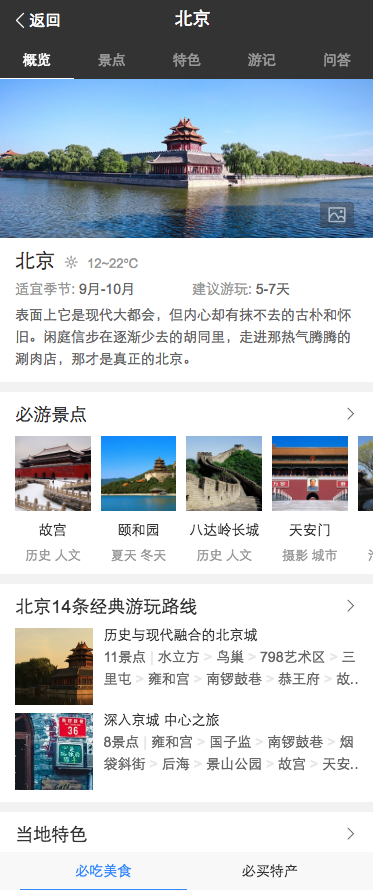 返回
北京
概览 景点 特色 游记 问答
北京 12~22℃
适宜季节: 9月-10月 建议游玩: 5-7天
表面上它是现代大都会，但内心却有抹不去的古朴和怀
旧。闲庭信步在逐渐少去的胡同里，走进那热气腾腾的
涮肉店，那才是真正的北京。
必游景点
故宫 颐和园 八达岭长城 天安门
历史 人文 夏天 冬天 历史 人文 摄影 城市
北京14条经典游玩路线
历史与现代融合的北京城
11景点 | 水立方 > 鸟巢 > 798艺术区 > 三
里屯 > 雍和宫 > 南锣鼓巷 > 恭王府 > 故..
深入京城 中心之旅
8景点 | 雍和宫 > 国子监 > 南锣鼓巷 > 烟
袋斜街 > 后海 > 景山公园 > 故宫 > 天安..
36
当地特色
必吃美食 必买特产